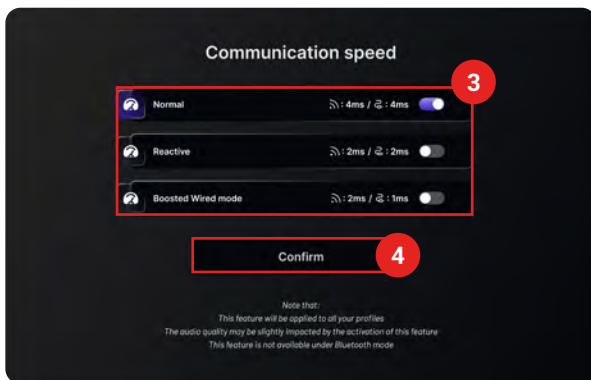 Communication speed
3
Normal : 4ms / : 4ms
Reactive : 2ms / : 2ms
Boosted Wired mode : 2ms / : 1ms
Confirm 4
Note that:
This feature will be applied to all your profiles
The audio quality may be slightly impacted by the activation of this feature
This feature is not available under Bluetooth mode